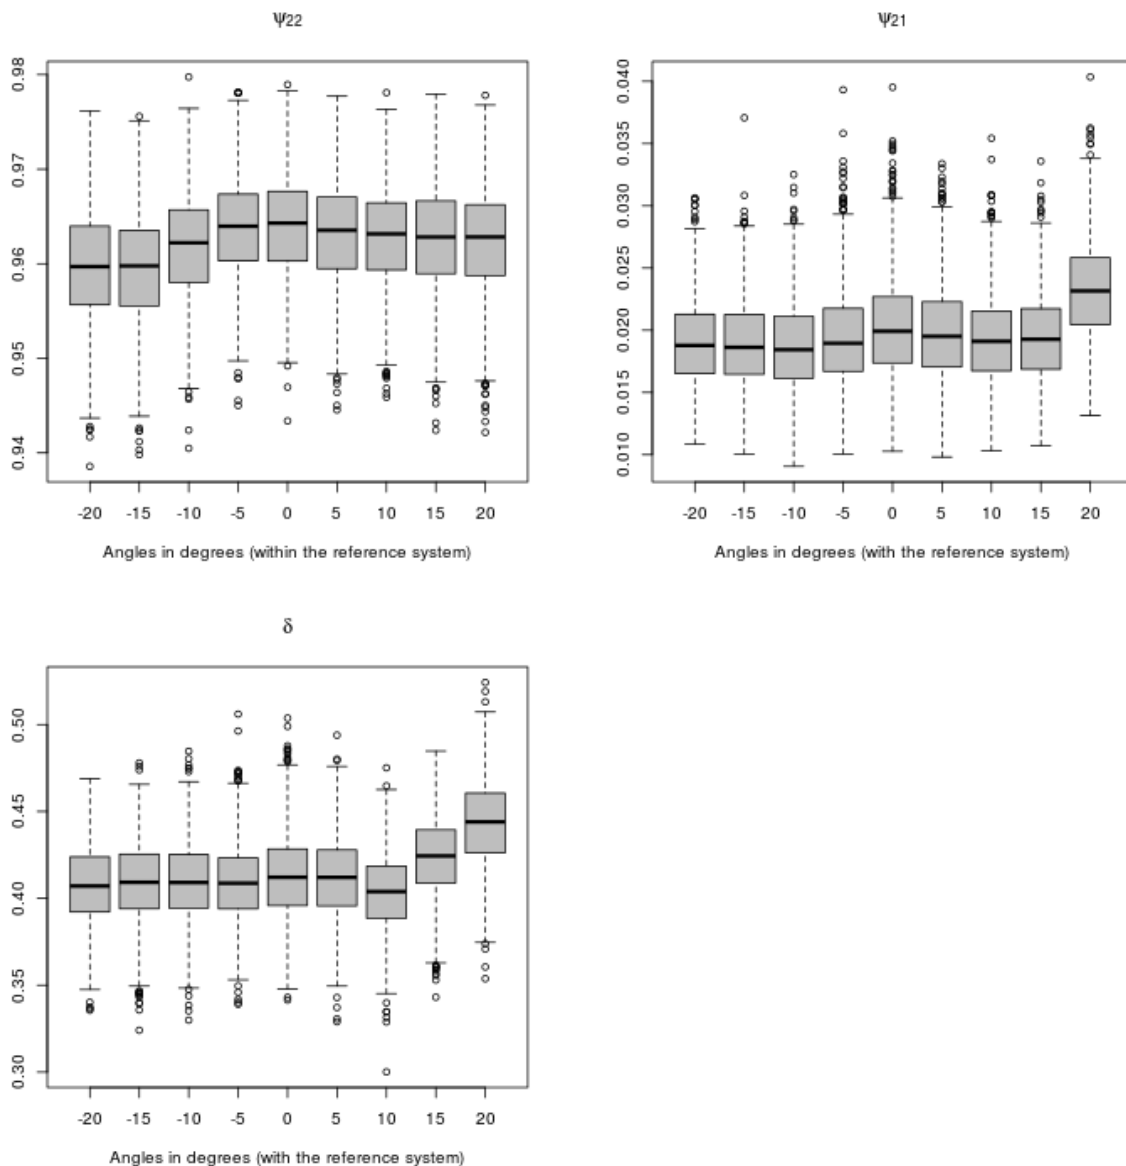 ψ22
0.98
0.97
0.96
0.95
0.94
-20 -15 -10 -5 0 5 10 15 20
Angles in degrees (within the reference system)
ψ21
0.040
0.035
0.030
0.025
0.020
0.015
0.010
-20 -15 -10 -5 0 5 10 15 20
Angles in degrees (with the reference system)
δ
0.50
0.45
0.40
0.35
0.30
-20 -15 -10 -5 0 5 10 15 20
Angles in degrees (with the reference system)